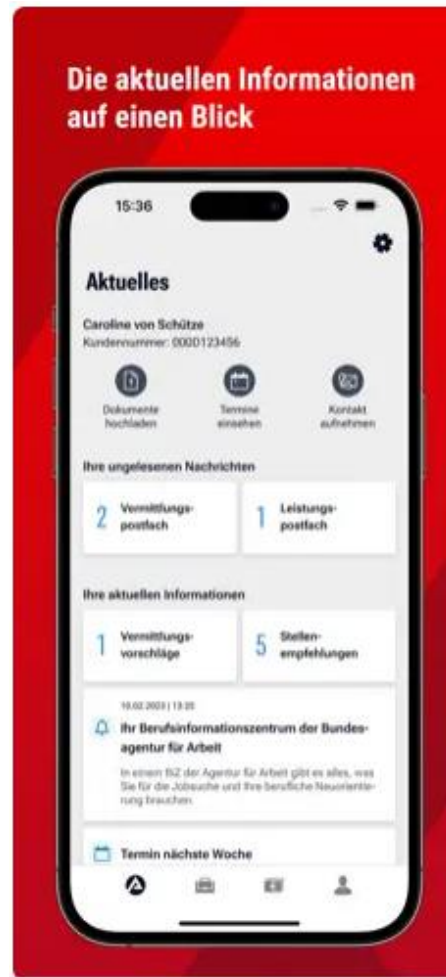 Die aktuellen Informationen
auf einen Blick
15:36
Aktuelles
Caroline von Schütze
Kundennummer: 0000123456
Dokumente hochladen
Termine einsehen
Kontakt aufnehmen
Ihre ungelesenen Nachrichten
2 Vermittlungs-
postfach
1 Leistungs-
postfach
Ihre aktuellen Informationen
1 Vermittlungs-
vorschläge
5 Stellen-
empfehlungen
10.02.2023 | 13:25
Ihr Berufsinformationszentrum der Bundes-
agentur für Arbeit
In einem BiZ der Agentur für Arbeit gibt es alles, was
Sie für die Jobsuche und Ihre berufliche Neuorientie-
rung brauchen.
Termin nächste Woche